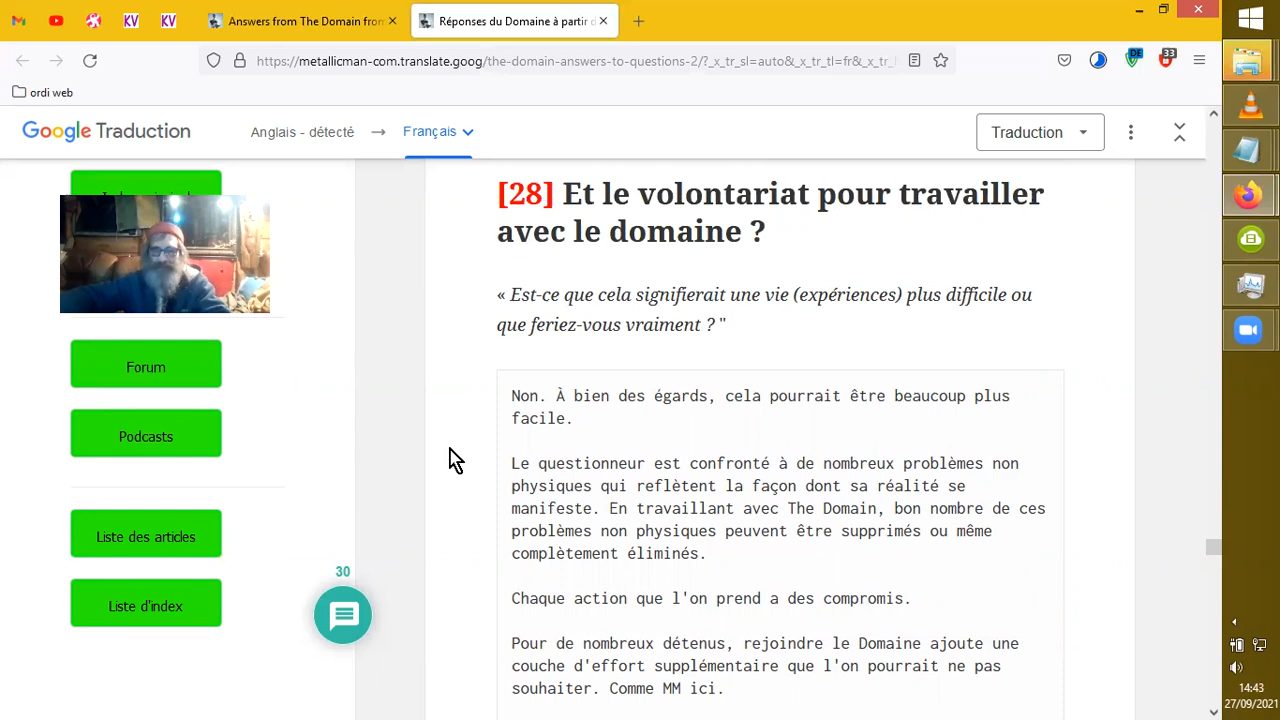 KV
KV
Answers from The Domain from
Réponses du Domaine à partir d
https://metallicman-com.translate.goog/the-domain-answers-to-questions-2/?_x_tr_sl=auto&_x_tr_tl=fr&_x_tr_l
DE
33
ordi web
Google Traduction
Anglais - détecté
Français
Traduction
[28] Et le volontariat pour travailler
avec le domaine ?
« Est-ce que cela signifierait une vie (expériences) plus difficile ou
que feriez-vous vraiment ? "
Forum
Podcasts
Liste des articles
Liste d'index
30
Non. À bien des égards, cela pourrait être beaucoup plus
facile.
Le questionneur est confronté à de nombreux problèmes non
physiques qui reflètent la façon dont sa réalité se
manifeste. En travaillant avec The Domain, bon nombre de ces
problèmes non physiques peuvent être supprimés ou même
complètement éliminés.
Chaque action que l'on prend a des compromis.
Pour de nombreux détenus, rejoindre le Domaine ajoute une
couche d'effort supplémentaire que l'on pourrait ne pas
souhaiter. Comme MM ici.
14:43
27/09/2021